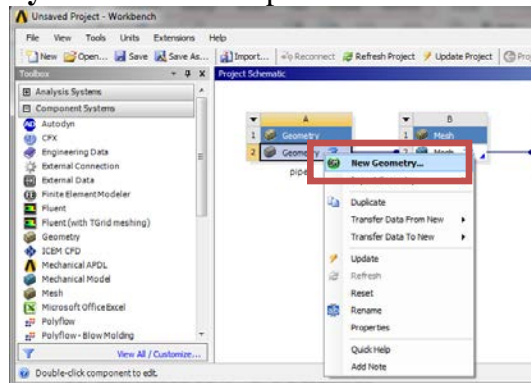 Unsaved Project - Workbench
File View Tools Units Extensions Help
New Open... Save Save As... Import... Reconnect Refresh Project Update Project
Toolbox Project Schematic
Analysis Systems
Component Systems
Autodyn
CFX
Engineering Data
External Connection
External Data
Finite Element Modeler
Fluent
Fluent (with TGrid meshing)
Geometry
ICEM CFD
Mechanical APDL
Mechanical Model
Mesh
Microsoft Office Excel
Polyflow
Polyflow - Blow Molding
View All / Customize...
Double-click component to edit.
A
1 Geometry
2 Geometry
pipe
B
1 Mesh
2 Mesh
New Geometry...
Duplicate
Transfer Data From New
Transfer Data To New
Update
Refresh
Reset
Rename
Properties
Quick Help
Add Note